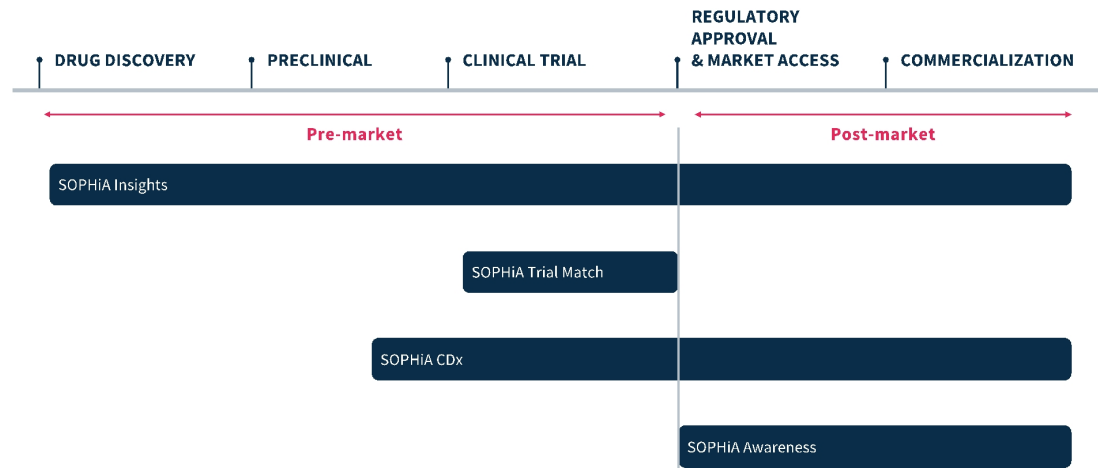 DRUG DISCOVERY
PRECLINICAL
CLINICAL TRIAL
REGULATORY
APPROVAL
& MARKET ACCESS
COMMERCIALIZATION
Pre-market
Post-market
SOPHiA Insights
SOPHiA Trial Match
SOPHiA CDx
SOPHiA Awareness